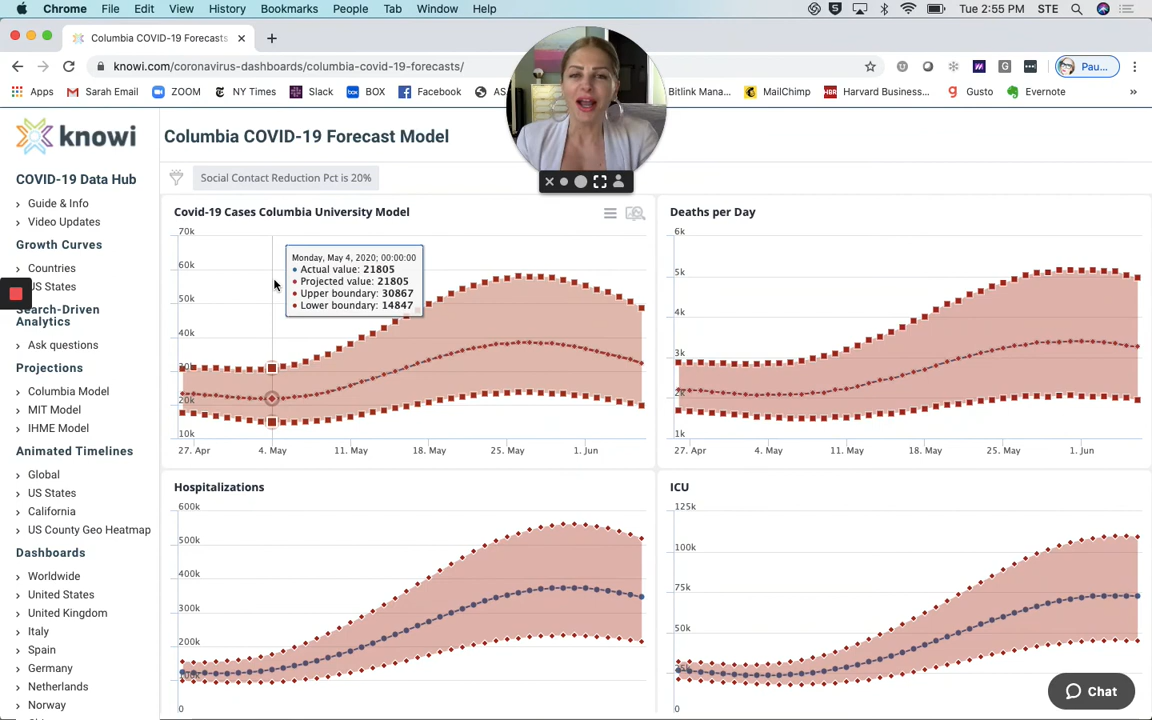 Chrome File Edit View History Bookmarks People Tab Window Help
Tue 2:55 PM STE
Columbia COVID-19 Forecasts
knowi.com/coronavirus-dashboards/columbia-covid-19-forecasts/
Pau...
Apps Sarah Email ZOOM NY Times Slack BOX Facebook Bitlink Mana... MailChimp Harvard Business... Gusto Evernote »
knowi
Columbia COVID-19 Forecast Model
Social Contact Reduction Pct is 20%
COVID-19 Data Hub
Guide & Info
Video Updates
Growth Curves
Countries
US States
Search-Driven
Analytics
Ask questions
Projections
Columbia Model
MIT Model
IHME Model
Animated Timelines
Global
US States
California
US County Geo Heatmap
Dashboards
Worldwide
United States
United Kingdom
Italy
Spain
Germany
Netherlands
Norway
Covid-19 Cases Columbia University Model
70k
60k
50k
40k
30k
20k
10k
Monday, May 4, 2020; 00:00:00
Actual value: 21805
Projected value: 21805
Upper boundary: 30867
Lower boundary: 14847
27. Apr 4. May 11. May 18. May 25. May 1. Jun
Deaths per Day
6k
5k
4k
3k
2k
1k
27. Apr 4. May 11. May 18. May 25. May 1. Jun
Hospitalizations
600k
500k
400k
300k
200k
100k
0
ICU
125k
100k
75k
50k
25k
0
Chat